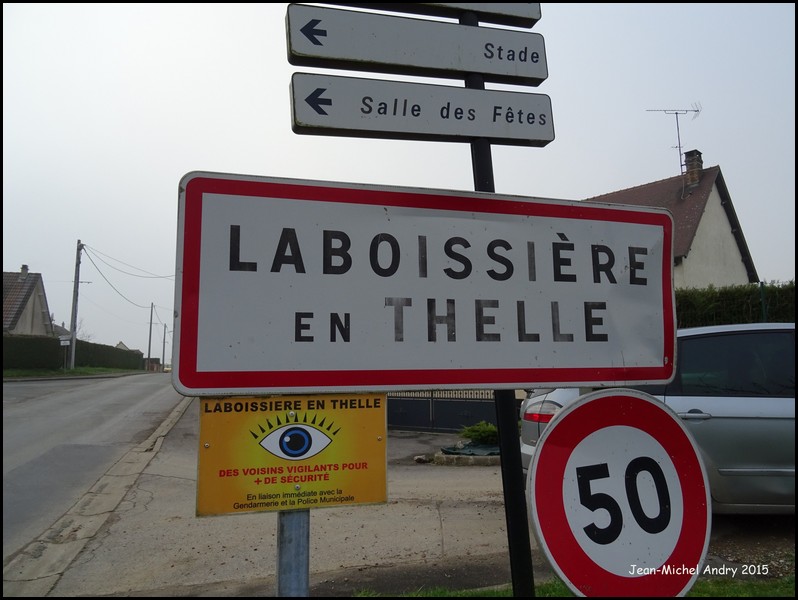 Stade
Salle des Fêtes
LABOISSIÈRE
EN THELLE
LABOISSIERE EN THELLE
DES VOISINS VIGILANTS POUR
+ DE SÉCURITÉ
En liaison immédiate avec la
Gendarmerie et la Police Municipale
50
Jean-Michel Andry 2015